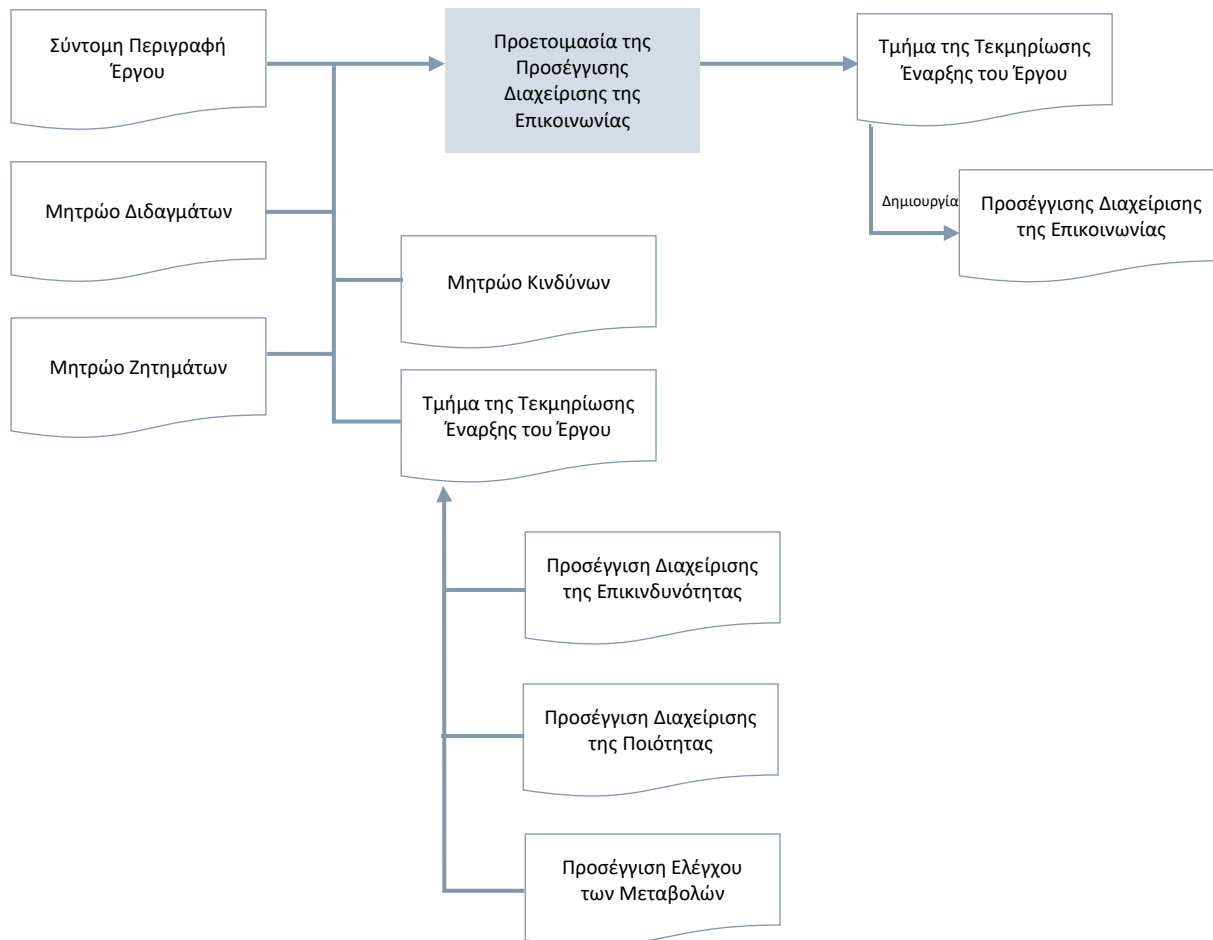 Σύντομη Περιγραφή
Έργου
Προετοιμασία της
Προσέγγισης
Διαχείρισης της
Επικοινωνίας
Τμήμα της Τεκμηρίωσης
Έναρξης του Έργου
Μητρώο Διδαγμάτων
Δημιουργία
Προσέγγισης Διαχείρισης
της Επικοινωνίας
Μητρώο Κινδύνων
Μητρώο Ζητημάτων
Τμήμα της Τεκμηρίωσης
Έναρξης του Έργου
Προσέγγιση Διαχείρισης
της Επικινδυνότητας
Προσέγγιση Διαχείρισης
της Ποιότητας
Προσέγγιση Ελέγχου
των Μεταβολών